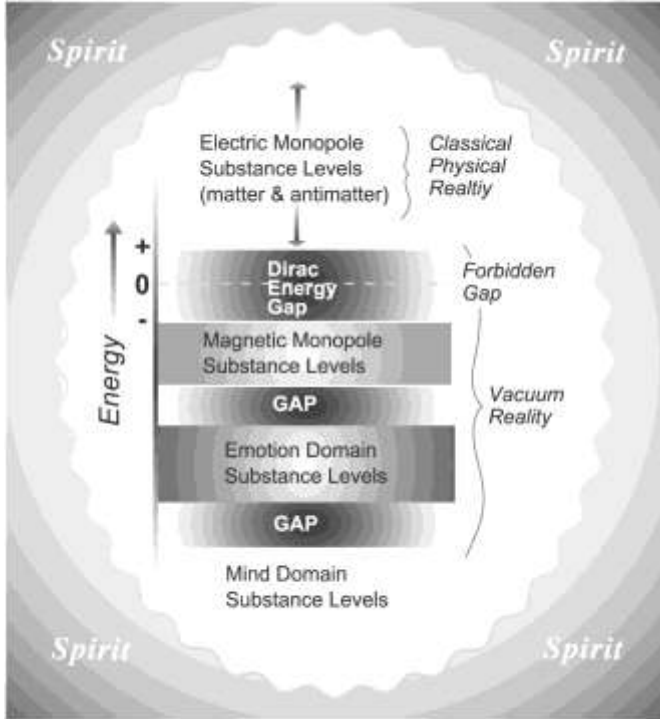 Spirit
Spirit
Electric Monopole
Substance Levels
(matter & antimatter)
Classical
Physical
Realtiy
Energy
+
0
-
Dirac
Energy
Gap
Forbidden
Gap
Magnetic Monopole
Substance Levels
GAP
Vacuum
Reality
Emotion Domain
Substance Levels
GAP
Mind Domain
Substance Levels
Spirit
Spirit